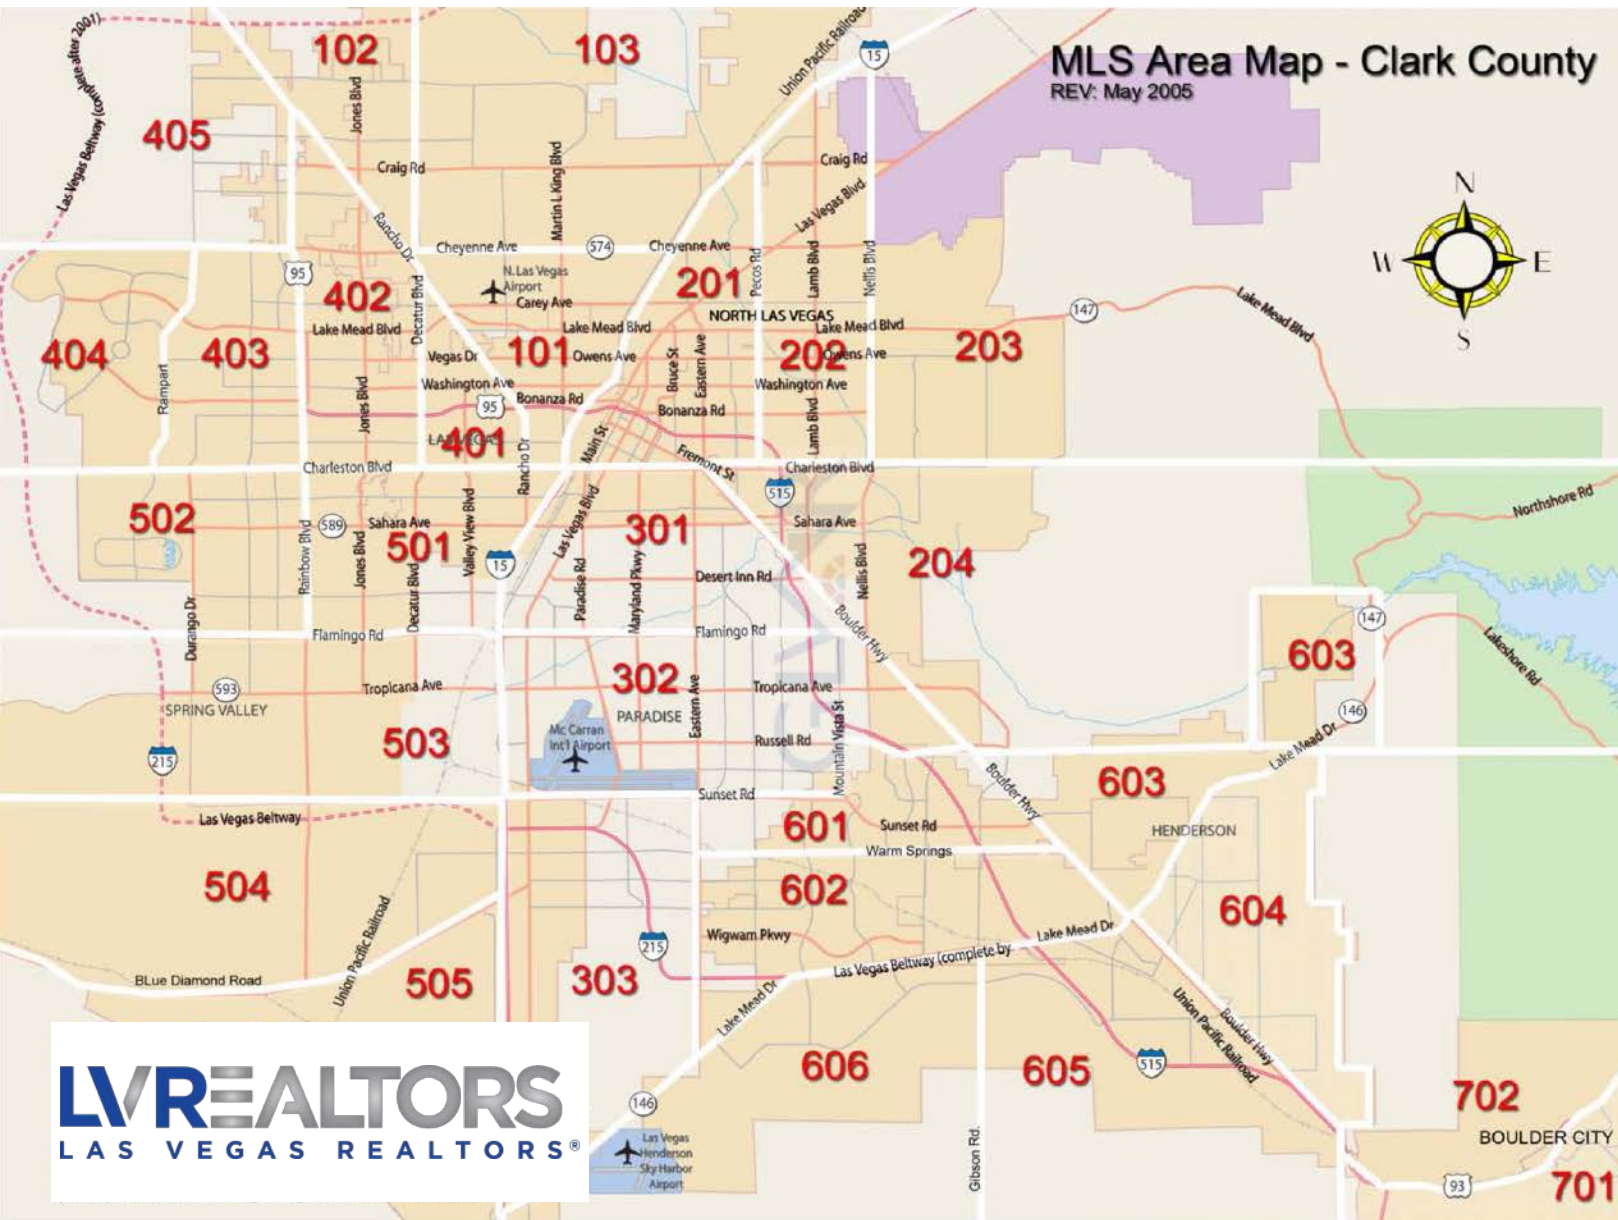 MLS Area Map - Clark County
REV: May 2005
N
W
E
S
102
103
405
Las Vegas Beltway (complete after 2001)
Jones Blvd
Union Pacific Railroad
15
Craig Rd
Craig Rd
Martin L King Blvd
Rancho Dr
Las Vegas Blvd
Cheyenne Ave
574
Cheyenne Ave
Pecos Rd
Lamb Blvd
Nellis Blvd
95
402
Decatur Blvd
N. Las Vegas
Airport
Carey Ave
201
NORTH LAS VEGAS
147
Lake Mead Blvd
Lake Mead Blvd
Lake Mead Blvd
Lake Mead Blvd
404
403
Rampart
Vegas Dr
101
Owens Ave
Bruce St
Eastern Ave
202
Owens Ave
203
Jones Blvd
Washington Ave
Washington Ave
95
Bonanza Rd
Bonanza Rd
Lamb Blvd
LAS VEGAS
401
Rancho Dr
Main St
Fremont St
Charleston Blvd
Charleston Blvd
515
Northshore Rd
502
Rainbow Blvd
589
Sahara Ave
Jones Blvd
501
Decatur Blvd
Valley View Blvd
15
Las Vegas Blvd
Paradise Rd
301
Maryland Pkwy
Sahara Ave
Desert Inn Rd
Nellis Blvd
204
Durango Dr
Flamingo Rd
Flamingo Rd
Boulder Hwy
147
603
Lakeshore Rd
593
SPRING VALLEY
Tropicana Ave
302
PARADISE
Eastern Ave
Tropicana Ave
146
Lake Mead Dr
503
Mc Carran
Int'l Airport
Russell Rd
Mountain Vista St
215
Boulder Hwy
603
Sunset Rd
Las Vegas Beltway
601
Sunset Rd
HENDERSON
Warm Springs
504
602
604
Union Pacific Railroad
215
Wigwam Pkwy
Lake Mead Dr
Las Vegas Beltway (complete by
BLue Diamond Road
505
303
Lake Mead Dr
Union Pacific Railroad
Boulder Hwy
606
605
515
702
BOULDER CITY
701
93
146
Las Vegas
Henderson
Sky Harbor
Airport
Gibson Rd.
LVREALTORS
LAS VEGAS REALTORS®